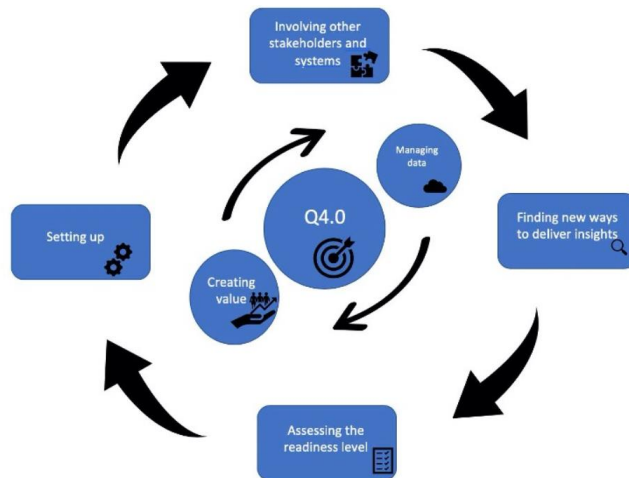 Involving other
stakeholders and
systems
Managing
data
Q4.0
Finding new ways
to deliver insights
Setting up
Creating
value
Assessing the
readiness level